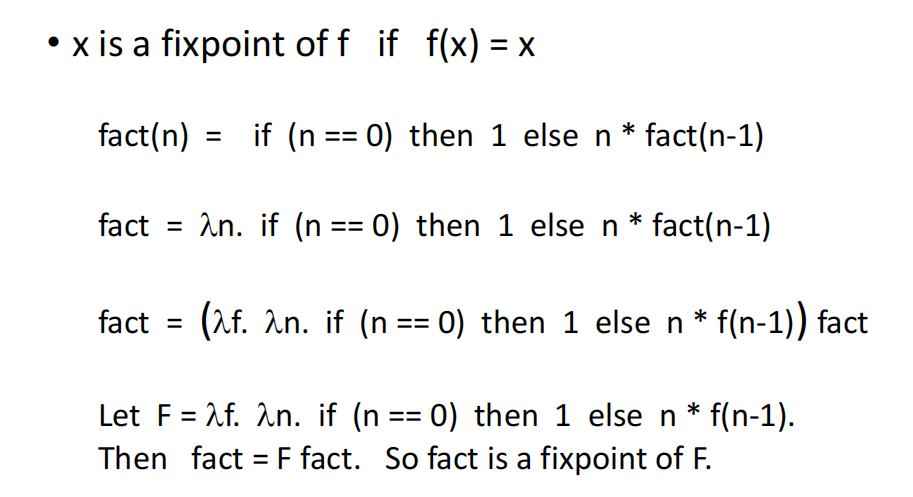 • x is a fixpoint of f if f(x) = x
fact(n) = if (n == 0) then 1 else n * fact(n-1)
fact = λn. if (n == 0) then 1 else n * fact(n-1)
fact = (λf. λn. if (n == 0) then 1 else n * f(n-1)) fact
Let F = λf. λn. if (n == 0) then 1 else n * f(n-1).
Then fact = F fact. So fact is a fixpoint of F.